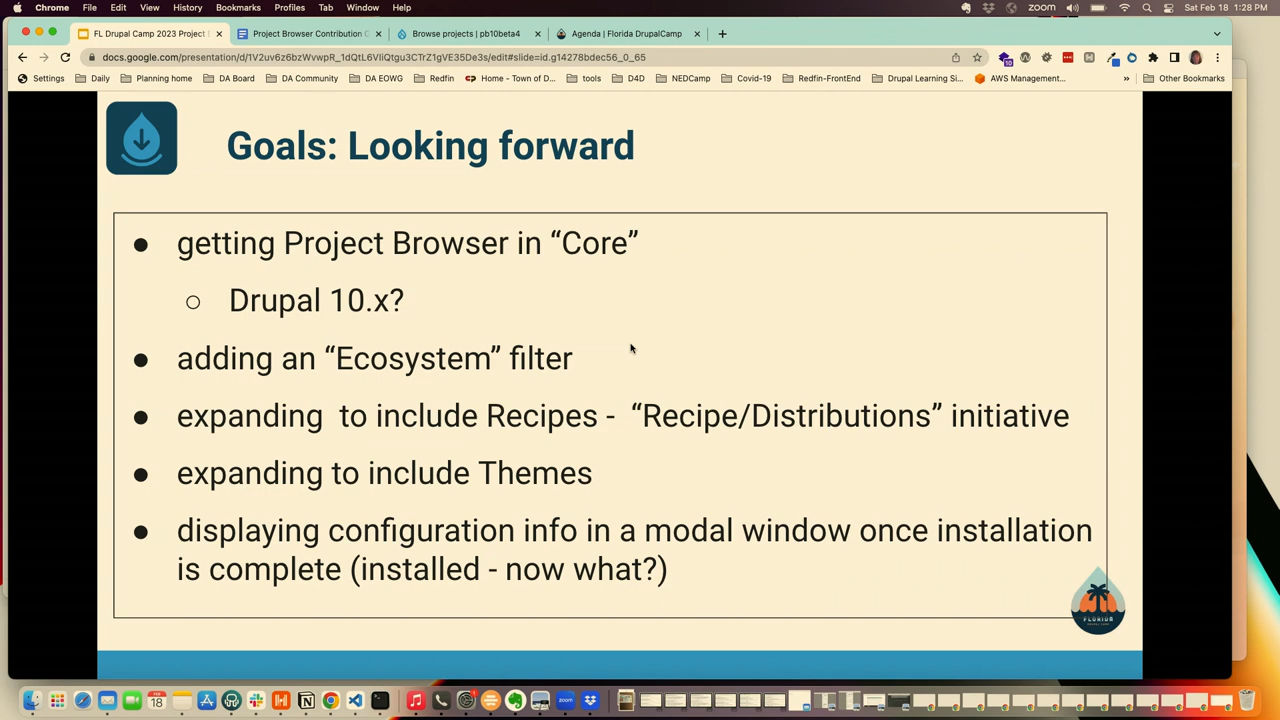 Chrome File Edit View History Bookmarks Profiles Tab Window Help
zoom Sat Feb 18 1:28 PM
FL Drupal Camp 2023 Project
Project Browser Contribution C
Browse projects | pb10beta4
Agenda | Florida DrupalCamp
docs.google.com/presentation/d/1V2uv6z6bzWvwpR_1dQtL6VIiQtgu3CTrZ1gVE35De3s/edit#slide=id.g14278bdec56_0_65
Settings Daily Planning home DA Board DA Community DA EOWG Redfin Home - Town of D... tools D4D NEDCamp Covid-19 Redfin-FrontEnd Drupal Learning Si... AWS Management... » Other Bookmarks
Goals: Looking forward
● getting Project Browser in “Core”
○ Drupal 10.x?
● adding an “Ecosystem” filter
● expanding to include Recipes - “Recipe/Distributions” initiative
● expanding to include Themes
● displaying configuration info in a modal window once installation
is complete (installed - now what?)
FLORIDA
FEB
18
zoom